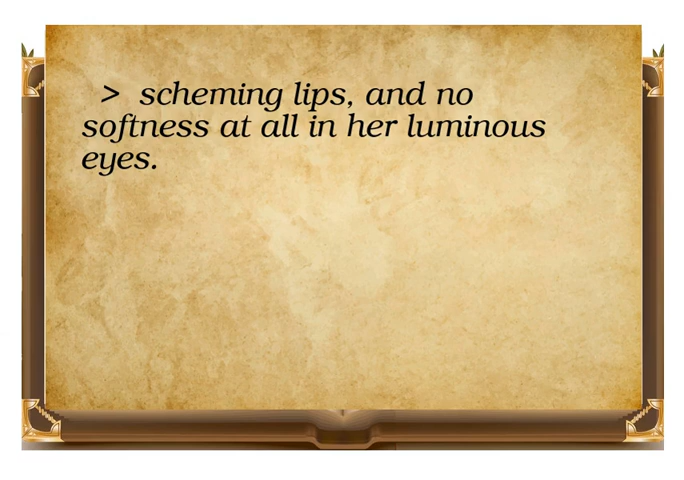 > scheming lips, and no
softness at all in her luminous
eyes.